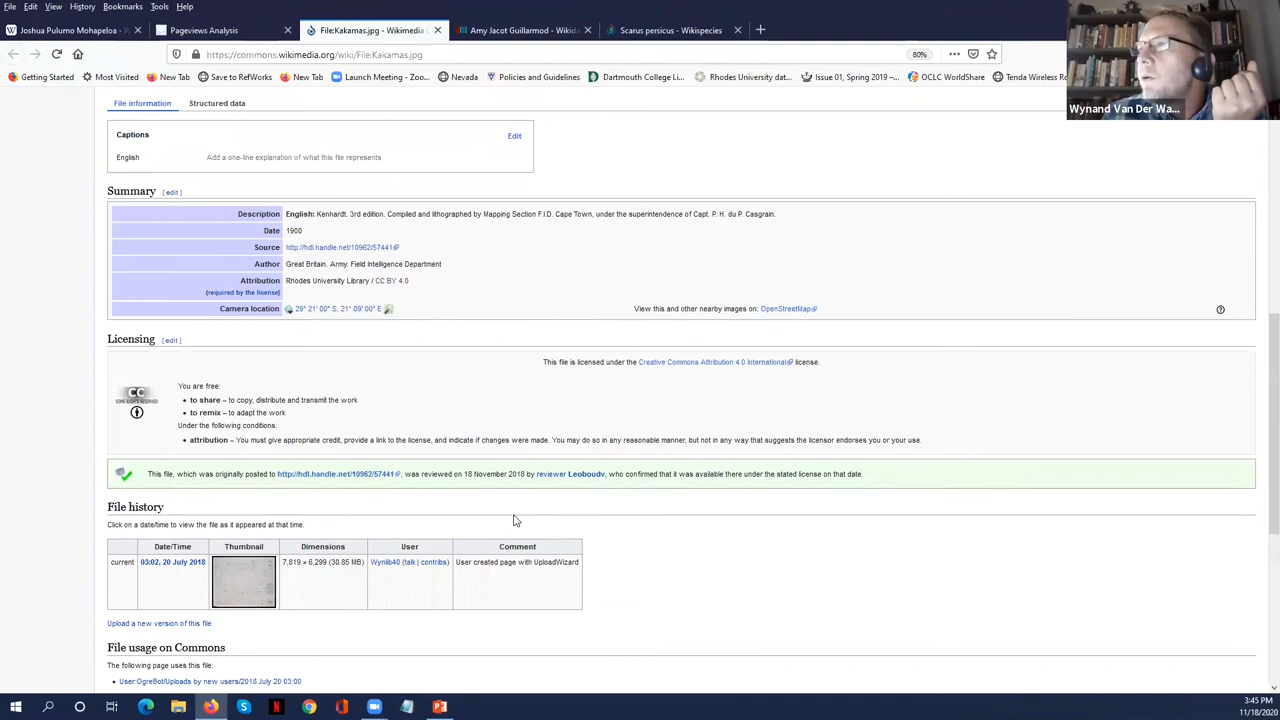 File Edit View History Bookmarks Tools Help
Joshua Pulumo Mohapeloa - Wiki
Pageviews Analysis
File:Kakamas.jpg - Wikimedia C
Amy Jacot Guillarmod - Wikida
Scarus persicus - Wikispecies
https://commons.wikimedia.org/wiki/File:Kakamas.jpg
80%
Getting Started Most Visited New Tab Save to RefWorks New Tab Launch Meeting - Zoo... Nevada Policies and Guidelines Dartmouth College Li... Rhodes University dat... Issue 01, Spring 2019 –... OCLC WorldShare Tenda Wireless Ro
Wynand Van Der Wa...
File information Structured data
Captions Edit
English Add a one-line explanation of what this file represents
Summary [ edit ]
Description English: Kenhardt. 3rd edition. Compiled and lithographed by Mapping Section F.I.D. Cape Town, under the superintendence of Capt. P. H. du P. Casgrain.
Date 1900
Source http://hdl.handle.net/10962/57441
Author Great Britain. Army. Field Intelligence Department
Attribution Rhodes University Library / CC BY 4.0
(required by the license)
Camera location 29° 21′ 00″ S, 21° 09′ 00″ E View this and other nearby images on: OpenStreetMap
Licensing [ edit ]
This file is licensed under the Creative Commons Attribution 4.0 International license.
CC
SOME RIGHTS RESERVED
You are free:
• to share – to copy, distribute and transmit the work
• to remix – to adapt the work
Under the following conditions:
• attribution – You must give appropriate credit, provide a link to the license, and indicate if changes were made. You may do so in any reasonable manner, but not in any way that suggests the licensor endorses you or your use.
This file, which was originally posted to http://hdl.handle.net/10962/57441, was reviewed on 18 November 2018 by reviewer Leoboudv, who confirmed that it was available there under the stated license on that date.
File history
Click on a date/time to view the file as it appeared at that time.
Date/Time Thumbnail Dimensions User Comment
current 03:02, 20 July 2018 7,819 × 6,299 (30.85 MB) Wynlib40 (talk | contribs) User created page with UploadWizard
Upload a new version of this file
File usage on Commons
The following page uses this file:
• User:OgreBot/Uploads by new users/2018 July 20 03:00
3:45 PM
11/18/2020